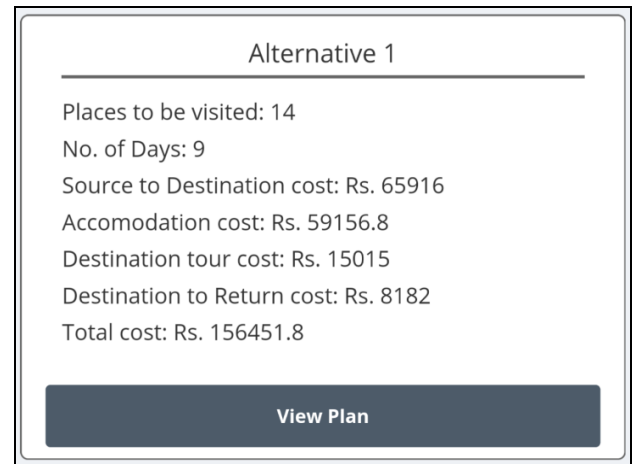 Alternative 1
Places to be visited: 14
No. of Days: 9
Source to Destination cost: Rs. 65916
Accomodation cost: Rs. 59156.8
Destination tour cost: Rs. 15015
Destination to Return cost: Rs. 8182
Total cost: Rs. 156451.8
View Plan